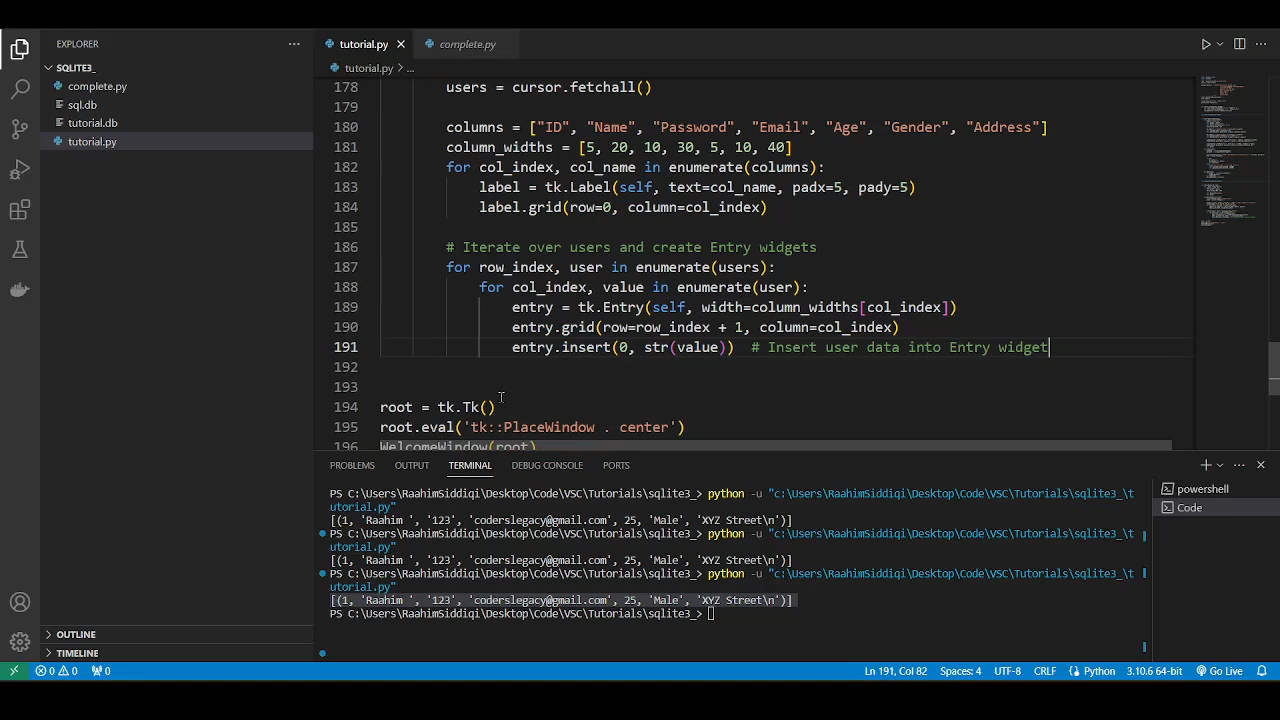 EXPLORER
SQLITE3_
complete.py
sql.db
tutorial.db
tutorial.py
OUTLINE
TIMELINE
tutorial.py
complete.py
tutorial.py > ...
178 users = cursor.fetchall()
179
180 columns = ["ID", "Name", "Password", "Email", "Age", "Gender", "Address"]
181 column_widths = [5, 20, 10, 30, 5, 10, 40]
182 for col_index, col_name in enumerate(columns):
183 label = tk.Label(self, text=col_name, padx=5, pady=5)
184 label.grid(row=0, column=col_index)
185
186 # Iterate over users and create Entry widgets
187 for row_index, user in enumerate(users):
188 for col_index, value in enumerate(user):
189 entry = tk.Entry(self, width=column_widths[col_index])
190 entry.grid(row=row_index + 1, column=col_index)
191 entry.insert(0, str(value)) # Insert user data into Entry widget
192
193
194 root = tk.Tk()
195 root.eval('tk::PlaceWindow . center')
196 WelcomeWindow(root)
PROBLEMS OUTPUT TERMINAL DEBUG CONSOLE PORTS
PS C:\Users\RaahimSiddiqi\Desktop\Code\VSC\Tutorials\sqlite3_> python -u "c:\Users\RaahimSiddiqi\Desktop\Code\VSC\Tutorials\sqlite3_\t
utorial.py"
[(1, 'Raahim ', '123', 'coderslegacy@gmail.com', 25, 'Male', 'XYZ Street\n')]
PS C:\Users\RaahimSiddiqi\Desktop\Code\VSC\Tutorials\sqlite3_> python -u "c:\Users\RaahimSiddiqi\Desktop\Code\VSC\Tutorials\sqlite3_\t
utorial.py"
[(1, 'Raahim ', '123', 'coderslegacy@gmail.com', 25, 'Male', 'XYZ Street\n')]
PS C:\Users\RaahimSiddiqi\Desktop\Code\VSC\Tutorials\sqlite3_> python -u "c:\Users\RaahimSiddiqi\Desktop\Code\VSC\Tutorials\sqlite3_\t
utorial.py"
[(1, 'Raahim ', '123', 'coderslegacy@gmail.com', 25, 'Male', 'XYZ Street\n')]
PS C:\Users\RaahimSiddiqi\Desktop\Code\VSC\Tutorials\sqlite3_>
powershell
Code
0 0 0 Ln 191, Col 82 Spaces: 4 UTF-8 CRLF Python 3.10.6 64-bit Go Live